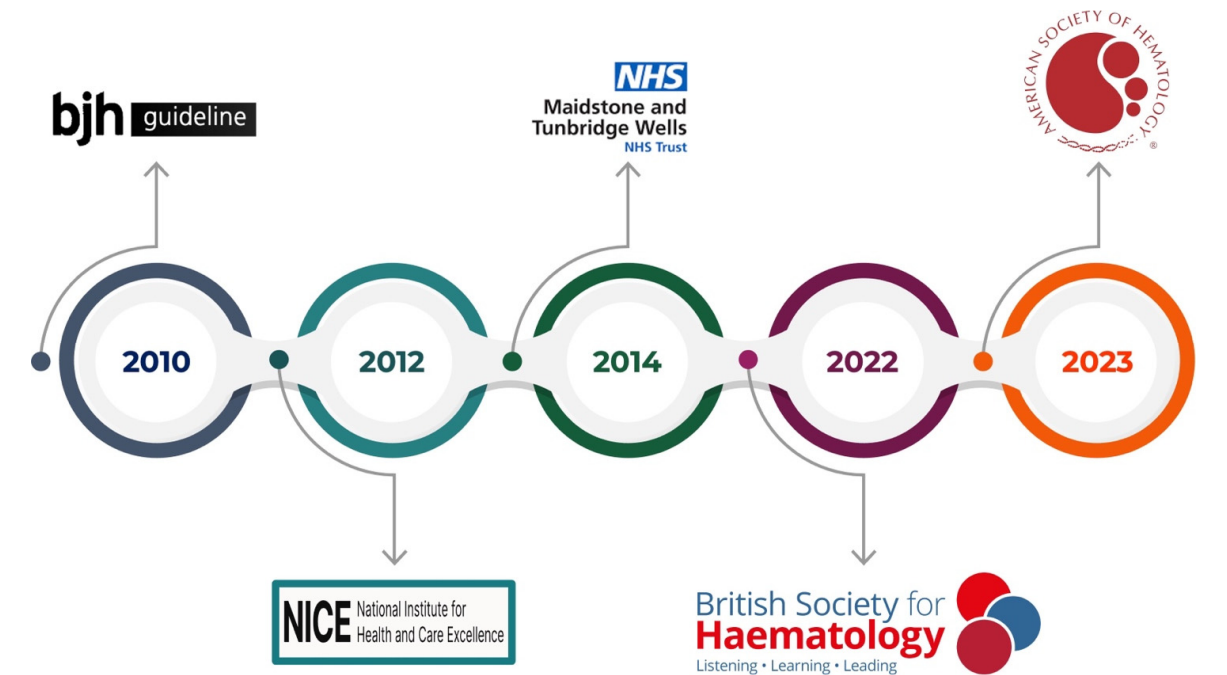 bjh guideline
NHS
Maidstone and
Tunbridge Wells
NHS Trust
AMERICAN SOCIETY OF HEMATOLOGY
®
2010
2012
2014
2022
2023
NICE National Institute for
Health and Care Excellence
British Society for
Haematology
Listening • Learning • Leading